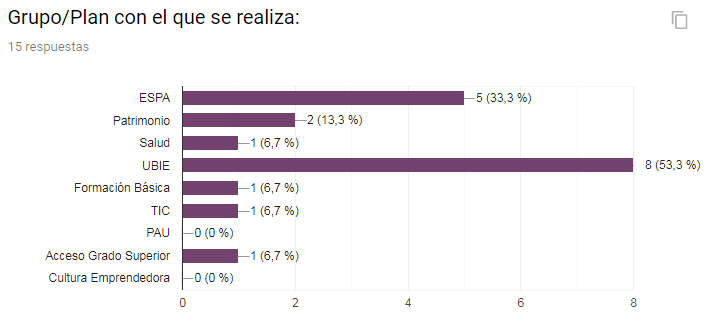 Grupo/Plan con el que se realiza:
15 respuestas
ESPA 5 (33,3 %)
Patrimonio 2 (13,3 %)
Salud 1 (6,7 %)
UBIE 8 (53,3 %)
Formación Básica 1 (6,7 %)
TIC 1 (6,7 %)
PAU 0 (0 %)
Acceso Grado Superior 1 (6,7 %)
Cultura Emprendedora 0 (0 %)
0 2 4 6 8